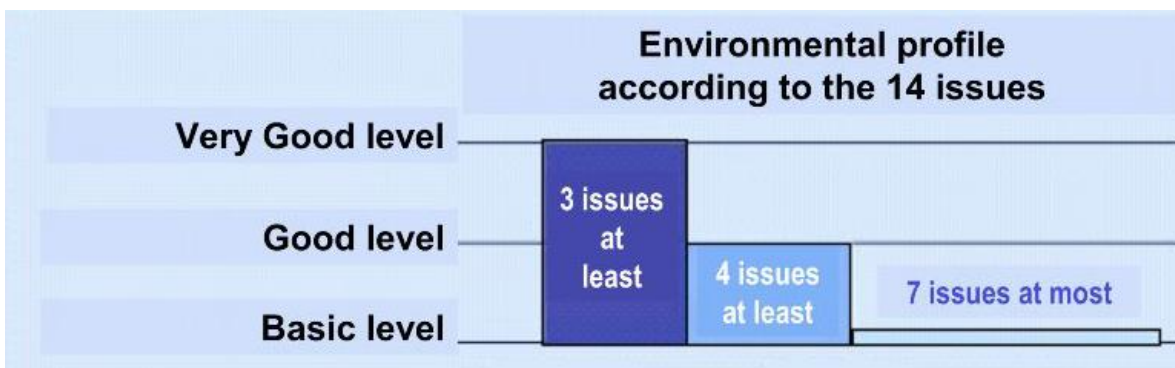 Environmental profile
according to the 14 issues
Very Good level
3 issues
at
least
Good level
4 issues
at least
7 issues at most
Basic level